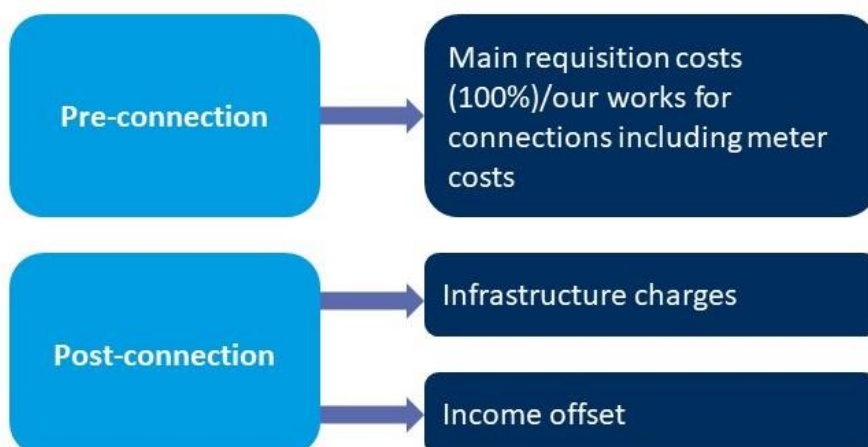 Pre-connection
Main requisition costs
(100%)/our works for
connections including meter
costs
Post-connection
Infrastructure charges
Income offset